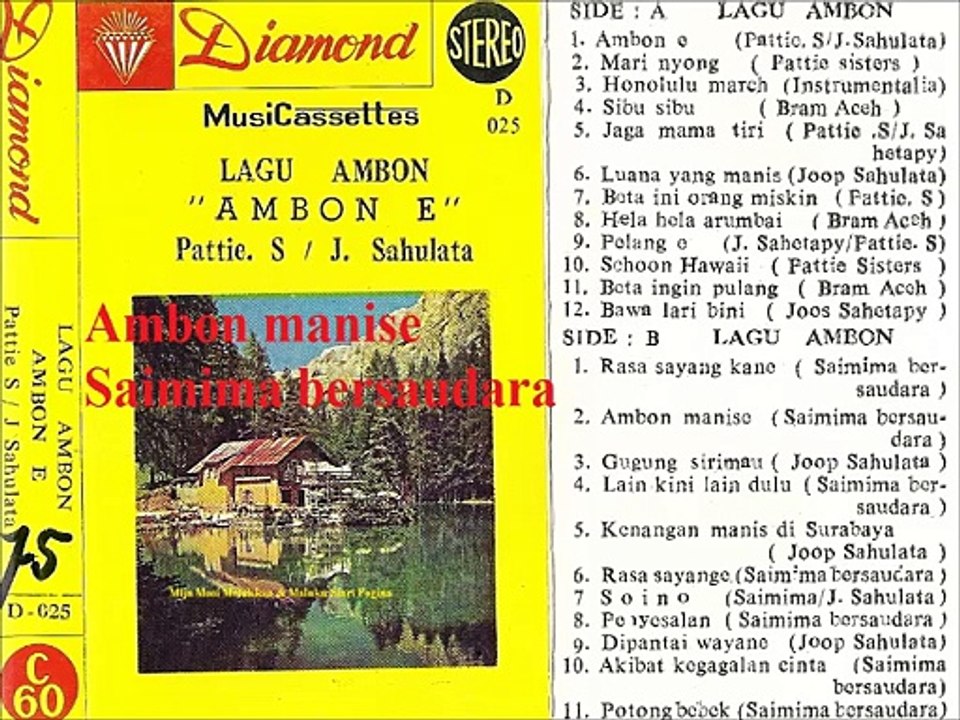 Diamond
STEREO
MusiCassettes
D
025
LAGU AMBON
"AMBON E"
Pattie. S / J. Sahulata
Ambon manise
Saimima bersaudara
Diamond
LAGU AMBON
AMBON E
Pattie S / J Sahulata
75
D-025
C
60
SIDE : A LAGU AMBON
1. Ambon e (Pattie. S/J.Sahulata)
2. Mari nyong ( Pattie sisters )
3. Honolulu march (Instrumentalia)
4. Sibu sibu ( Bram Aceh )
5. Jaga mama tiri ( Pattie .S/J. Sa
hetapy)
6. Luana yang manis (Joop Sahulata)
7. Beta ini orang miskin ( Pattie. S )
8. Hela hela arumbai ( Bram Aceh )
9. Pelang e (J. Sahetapy/Pattie. S)
10. Schoon Hawaii ( Pattie Sisters )
11. Beta ingin pulang ( Bram Aceh )
12. Bawa lari bini ( Joos Sahetapy )
SIDE : B LAGU AMBON
1. Rasa sayang kane ( Saimima ber-
saudara )
2. Ambon manise (Saimima bersau-
dara )
3. Gugung sirimau ( Joop Sahulata )
4. Lain kini lain dulu ( Saimima ber-
saudara )
5. Kenangan manis di Surabaya
( Joop Sahulata )
6. Rasa sayange (Saimima bersaudara )
7 Soino (Saimima/J. Sahulata )
8. Penyesalan ( Saimima bersaudara )
9. Dipantai wayane (Joop Sahulata)
10. Akibat kegagalan cinta (Saimima
bersaudara)
11. Potong bebek (Saimima bersaudara)